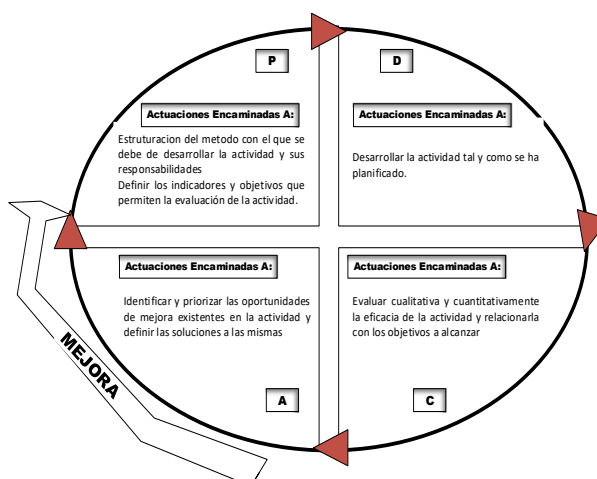 P
Actuaciones Encaminadas A:
Estruturacion del metodo con el que se
debe de desarrollar la actividad y sus
responsabilidades
Definir los indicadores y objetivos que
permiten la evaluación de la actividad.
D
Actuaciones Encaminadas A:
Desarrollar la actividad tal y como se ha
planificado.
Actuaciones Encaminadas A:
Identificar y priorizar las oportunidades
de mejora existentes en la actividad y
definir las soluciones a las mismas
A
Actuaciones Encaminadas A:
Evaluar cualitativa y cuantitativamente
la eficacia de la actividad y relacionarla
con los objetivos a alcanzar
C
MEJORA